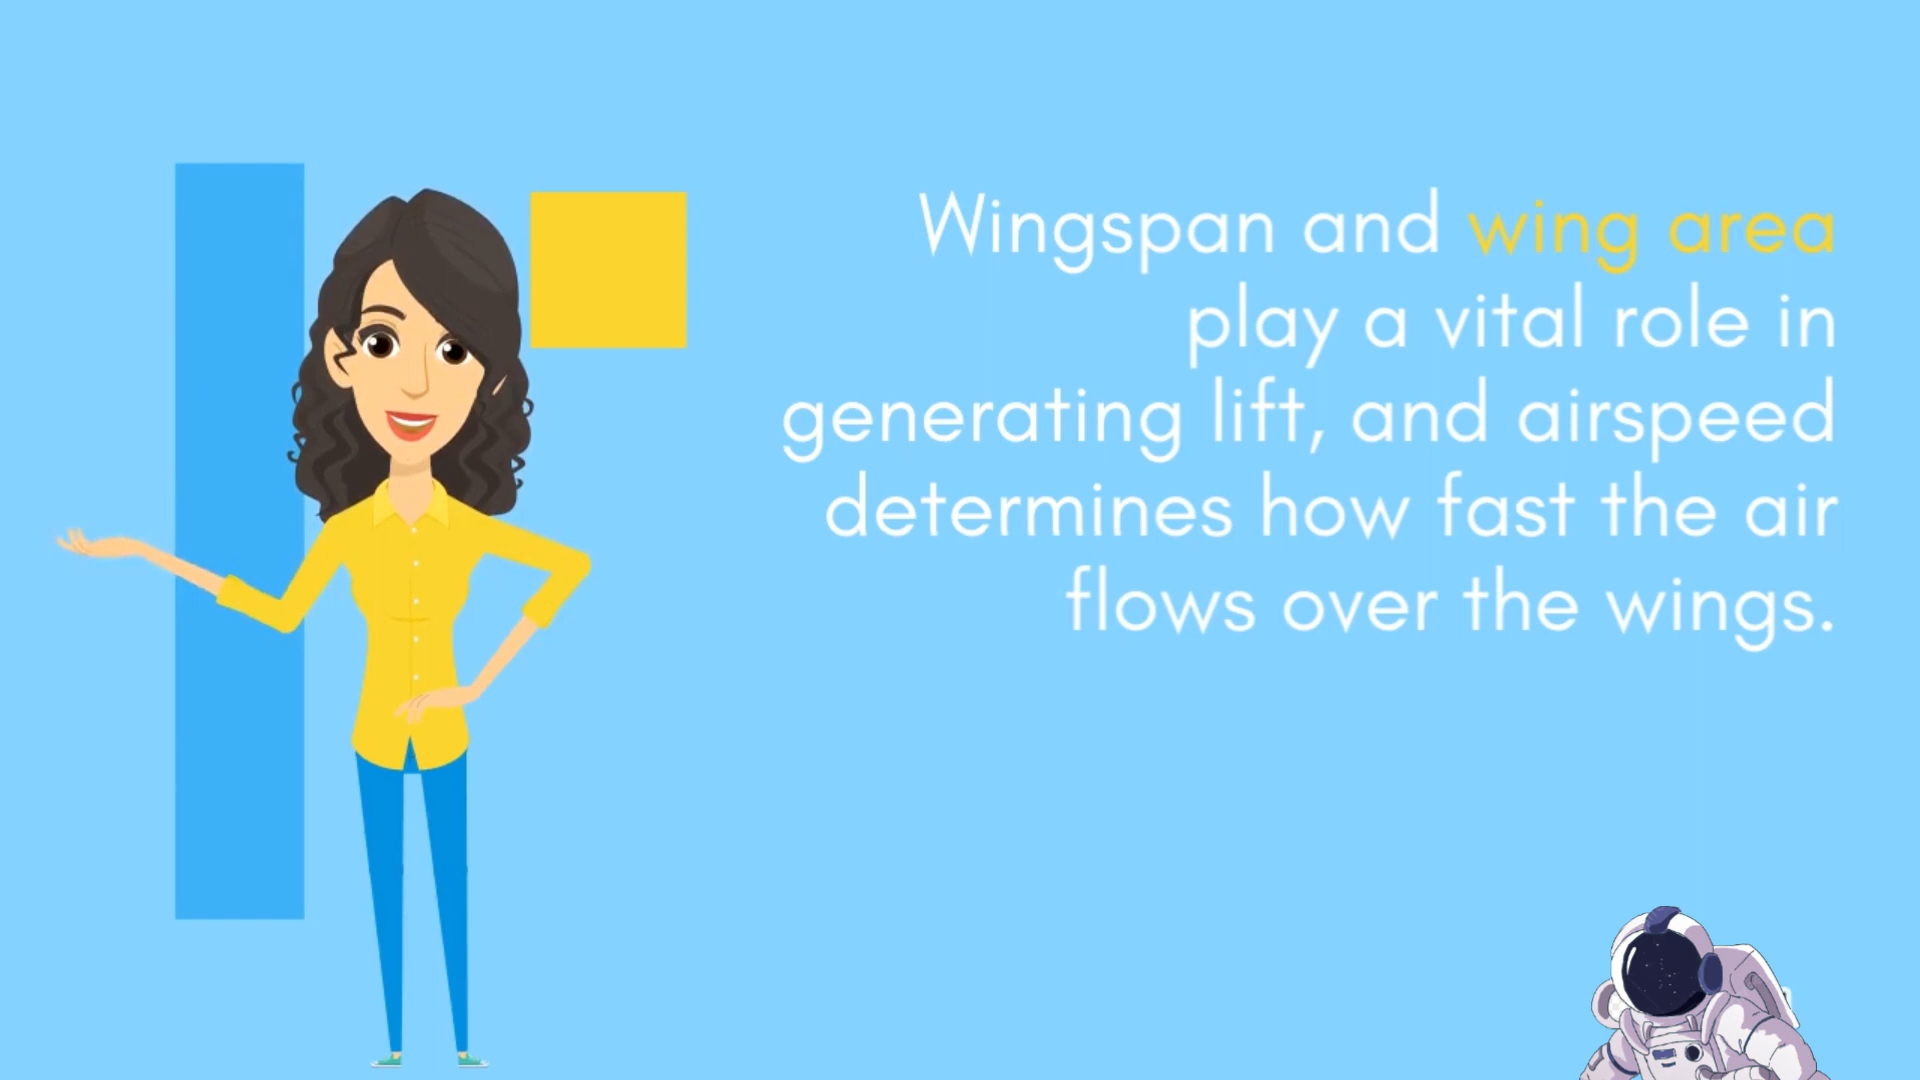 Wingspan and wing area
play a vital role in
generating lift, and airspeed
determines how fast the air
flows over the wings.